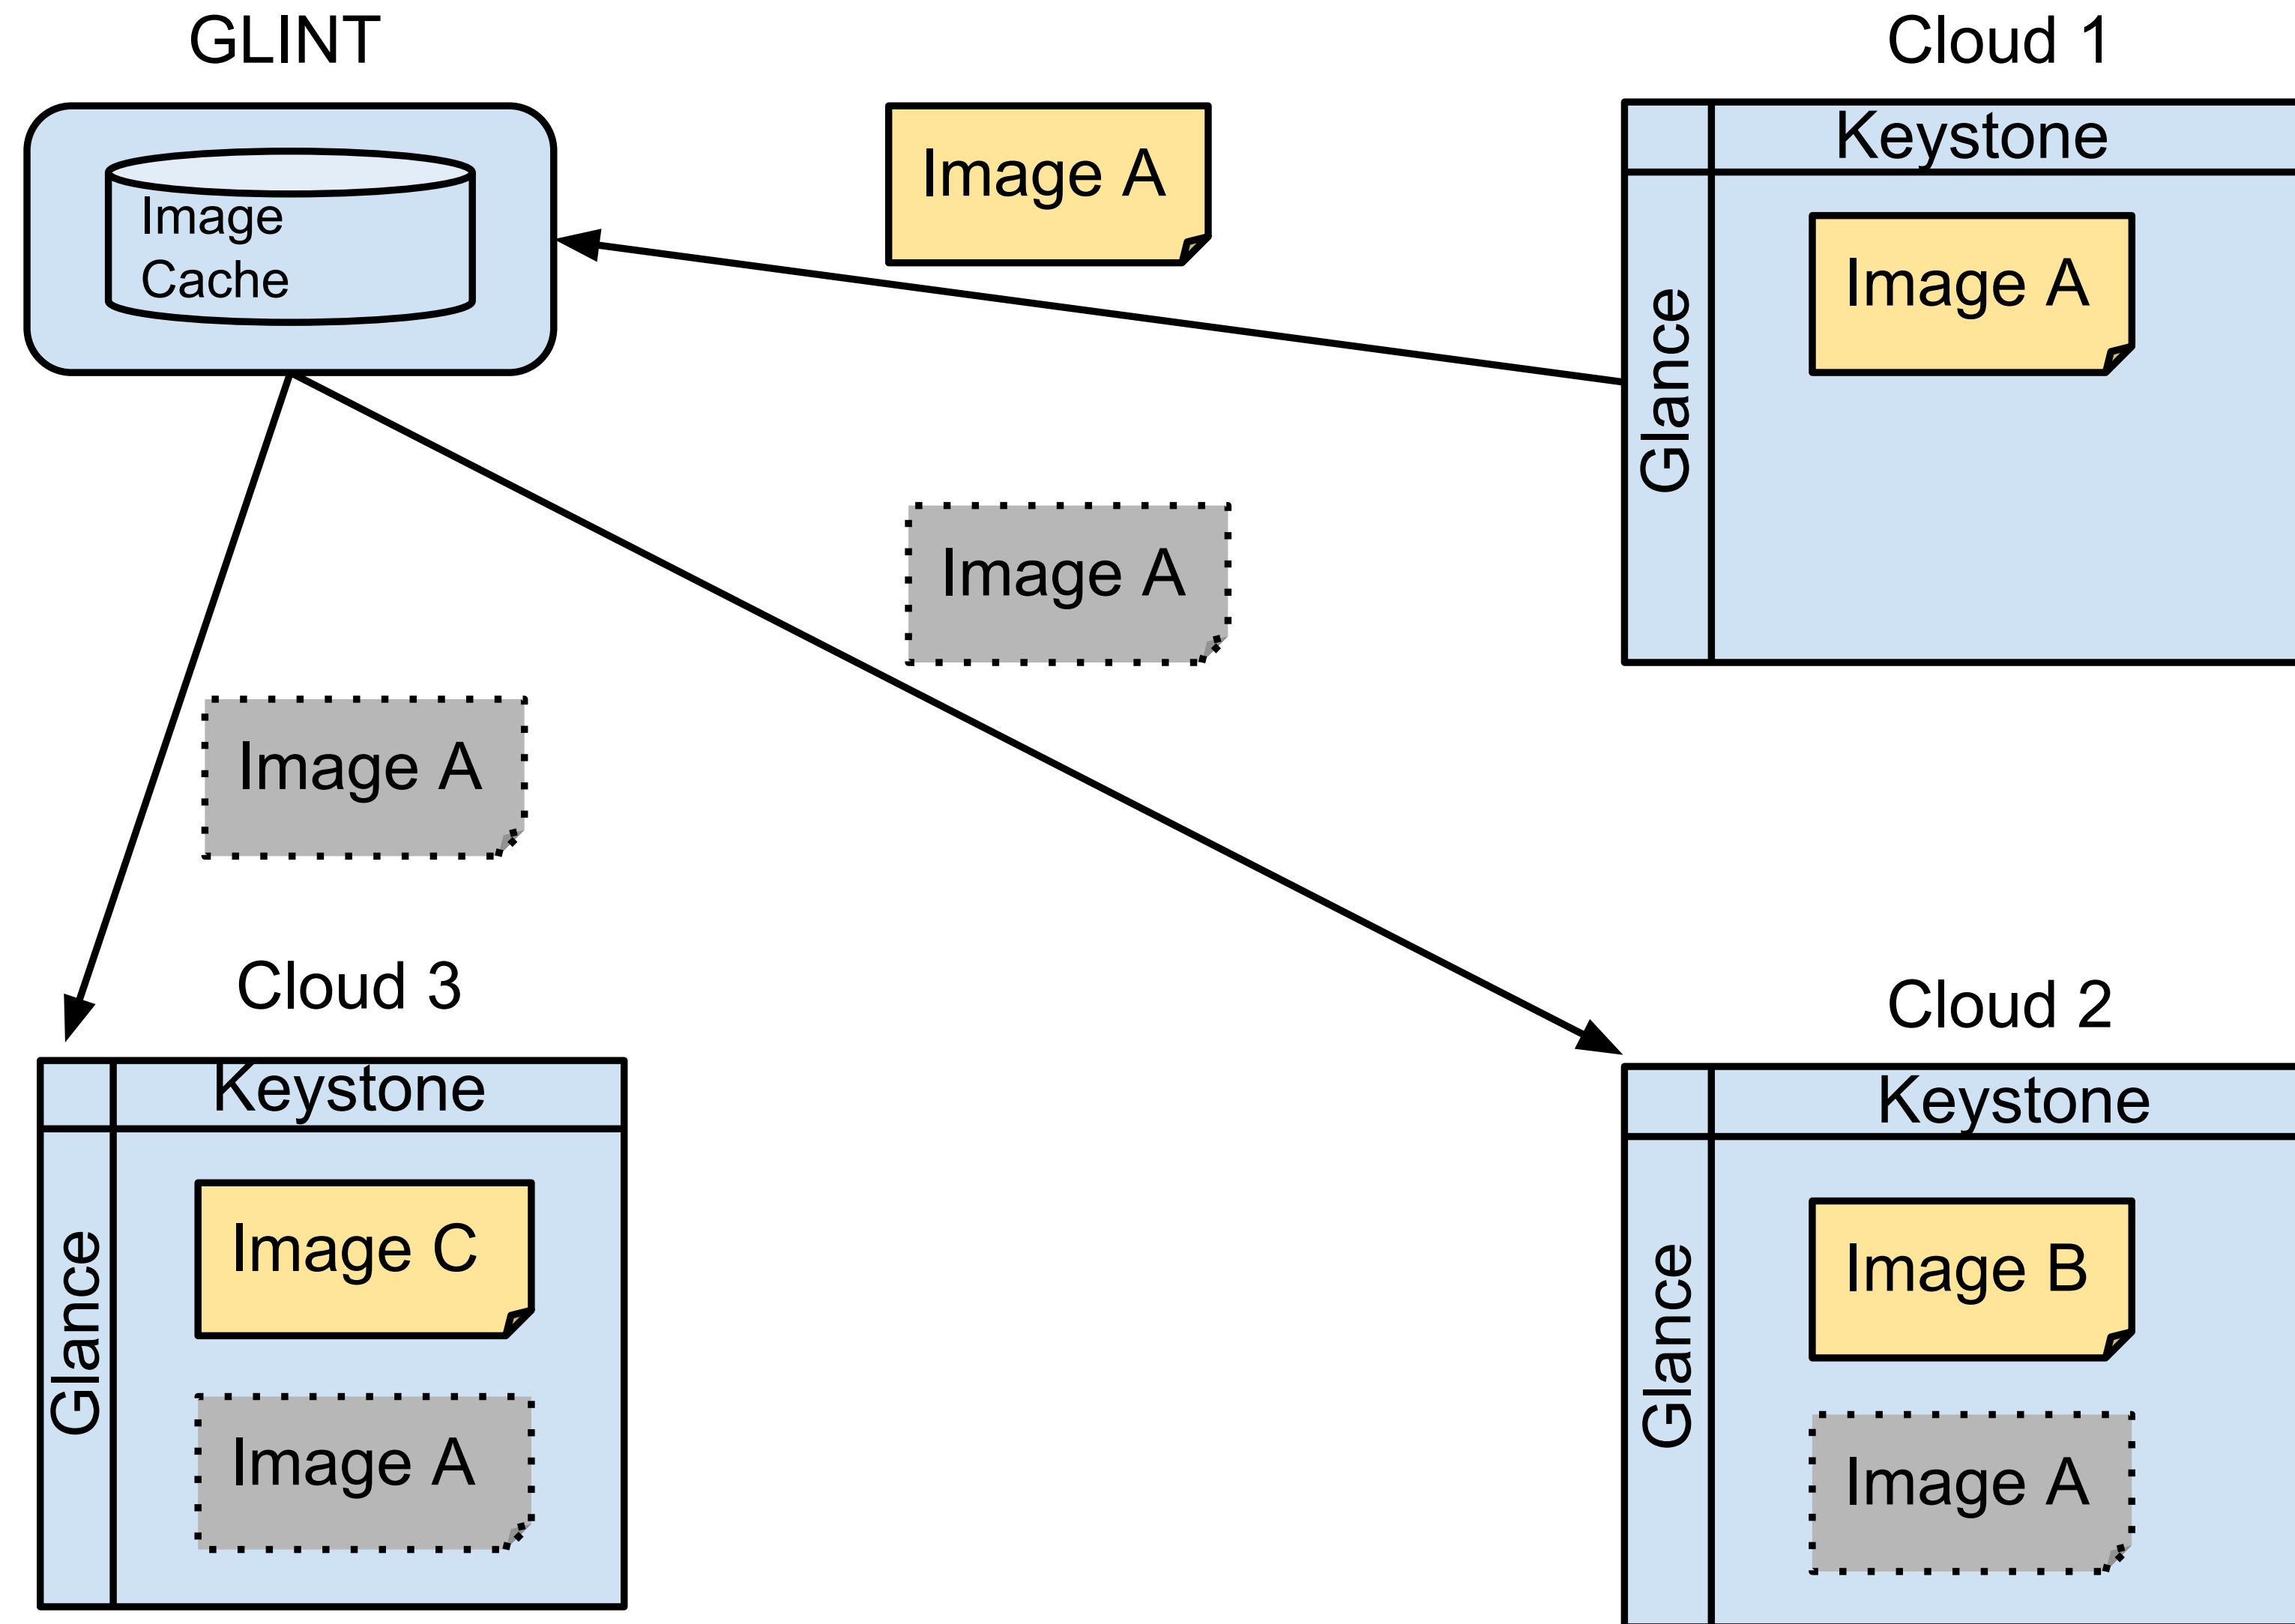 GLINT
Cloud 1
Image
Cache
Image A
Keystone
Glance
Image A
Image A
Image A
Cloud 3
Cloud 2
Keystone
Glance
Image C
Image A
Keystone
Glance
Image B
Image A